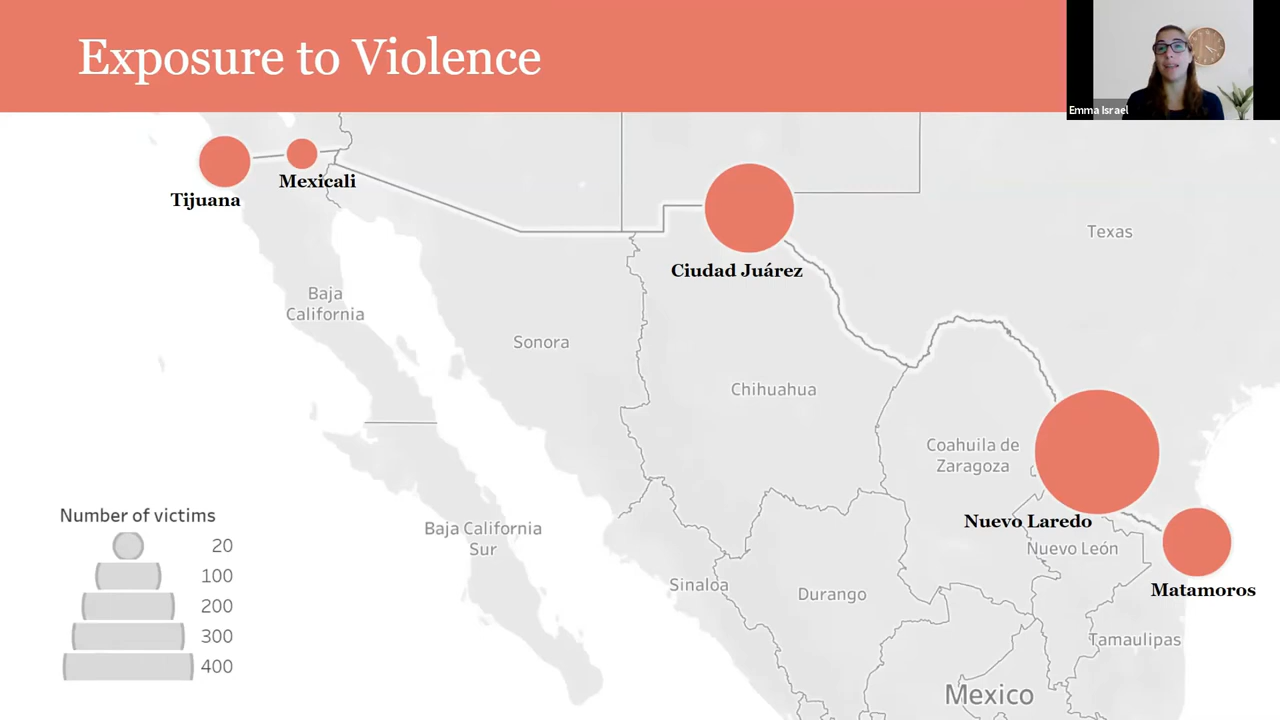 Exposure to Violence
Emma Israel
Tijuana
Mexicali
Ciudad Juárez
Texas
Baja
California
Sonora
Chihuahua
Coahuila de
Zaragoza
Nuevo Laredo
Nuevo León
Matamoros
Baja California
Sur
Sinaloa
Durango
Tamaulipas
Mexico
Number of victims
20
100
200
300
400